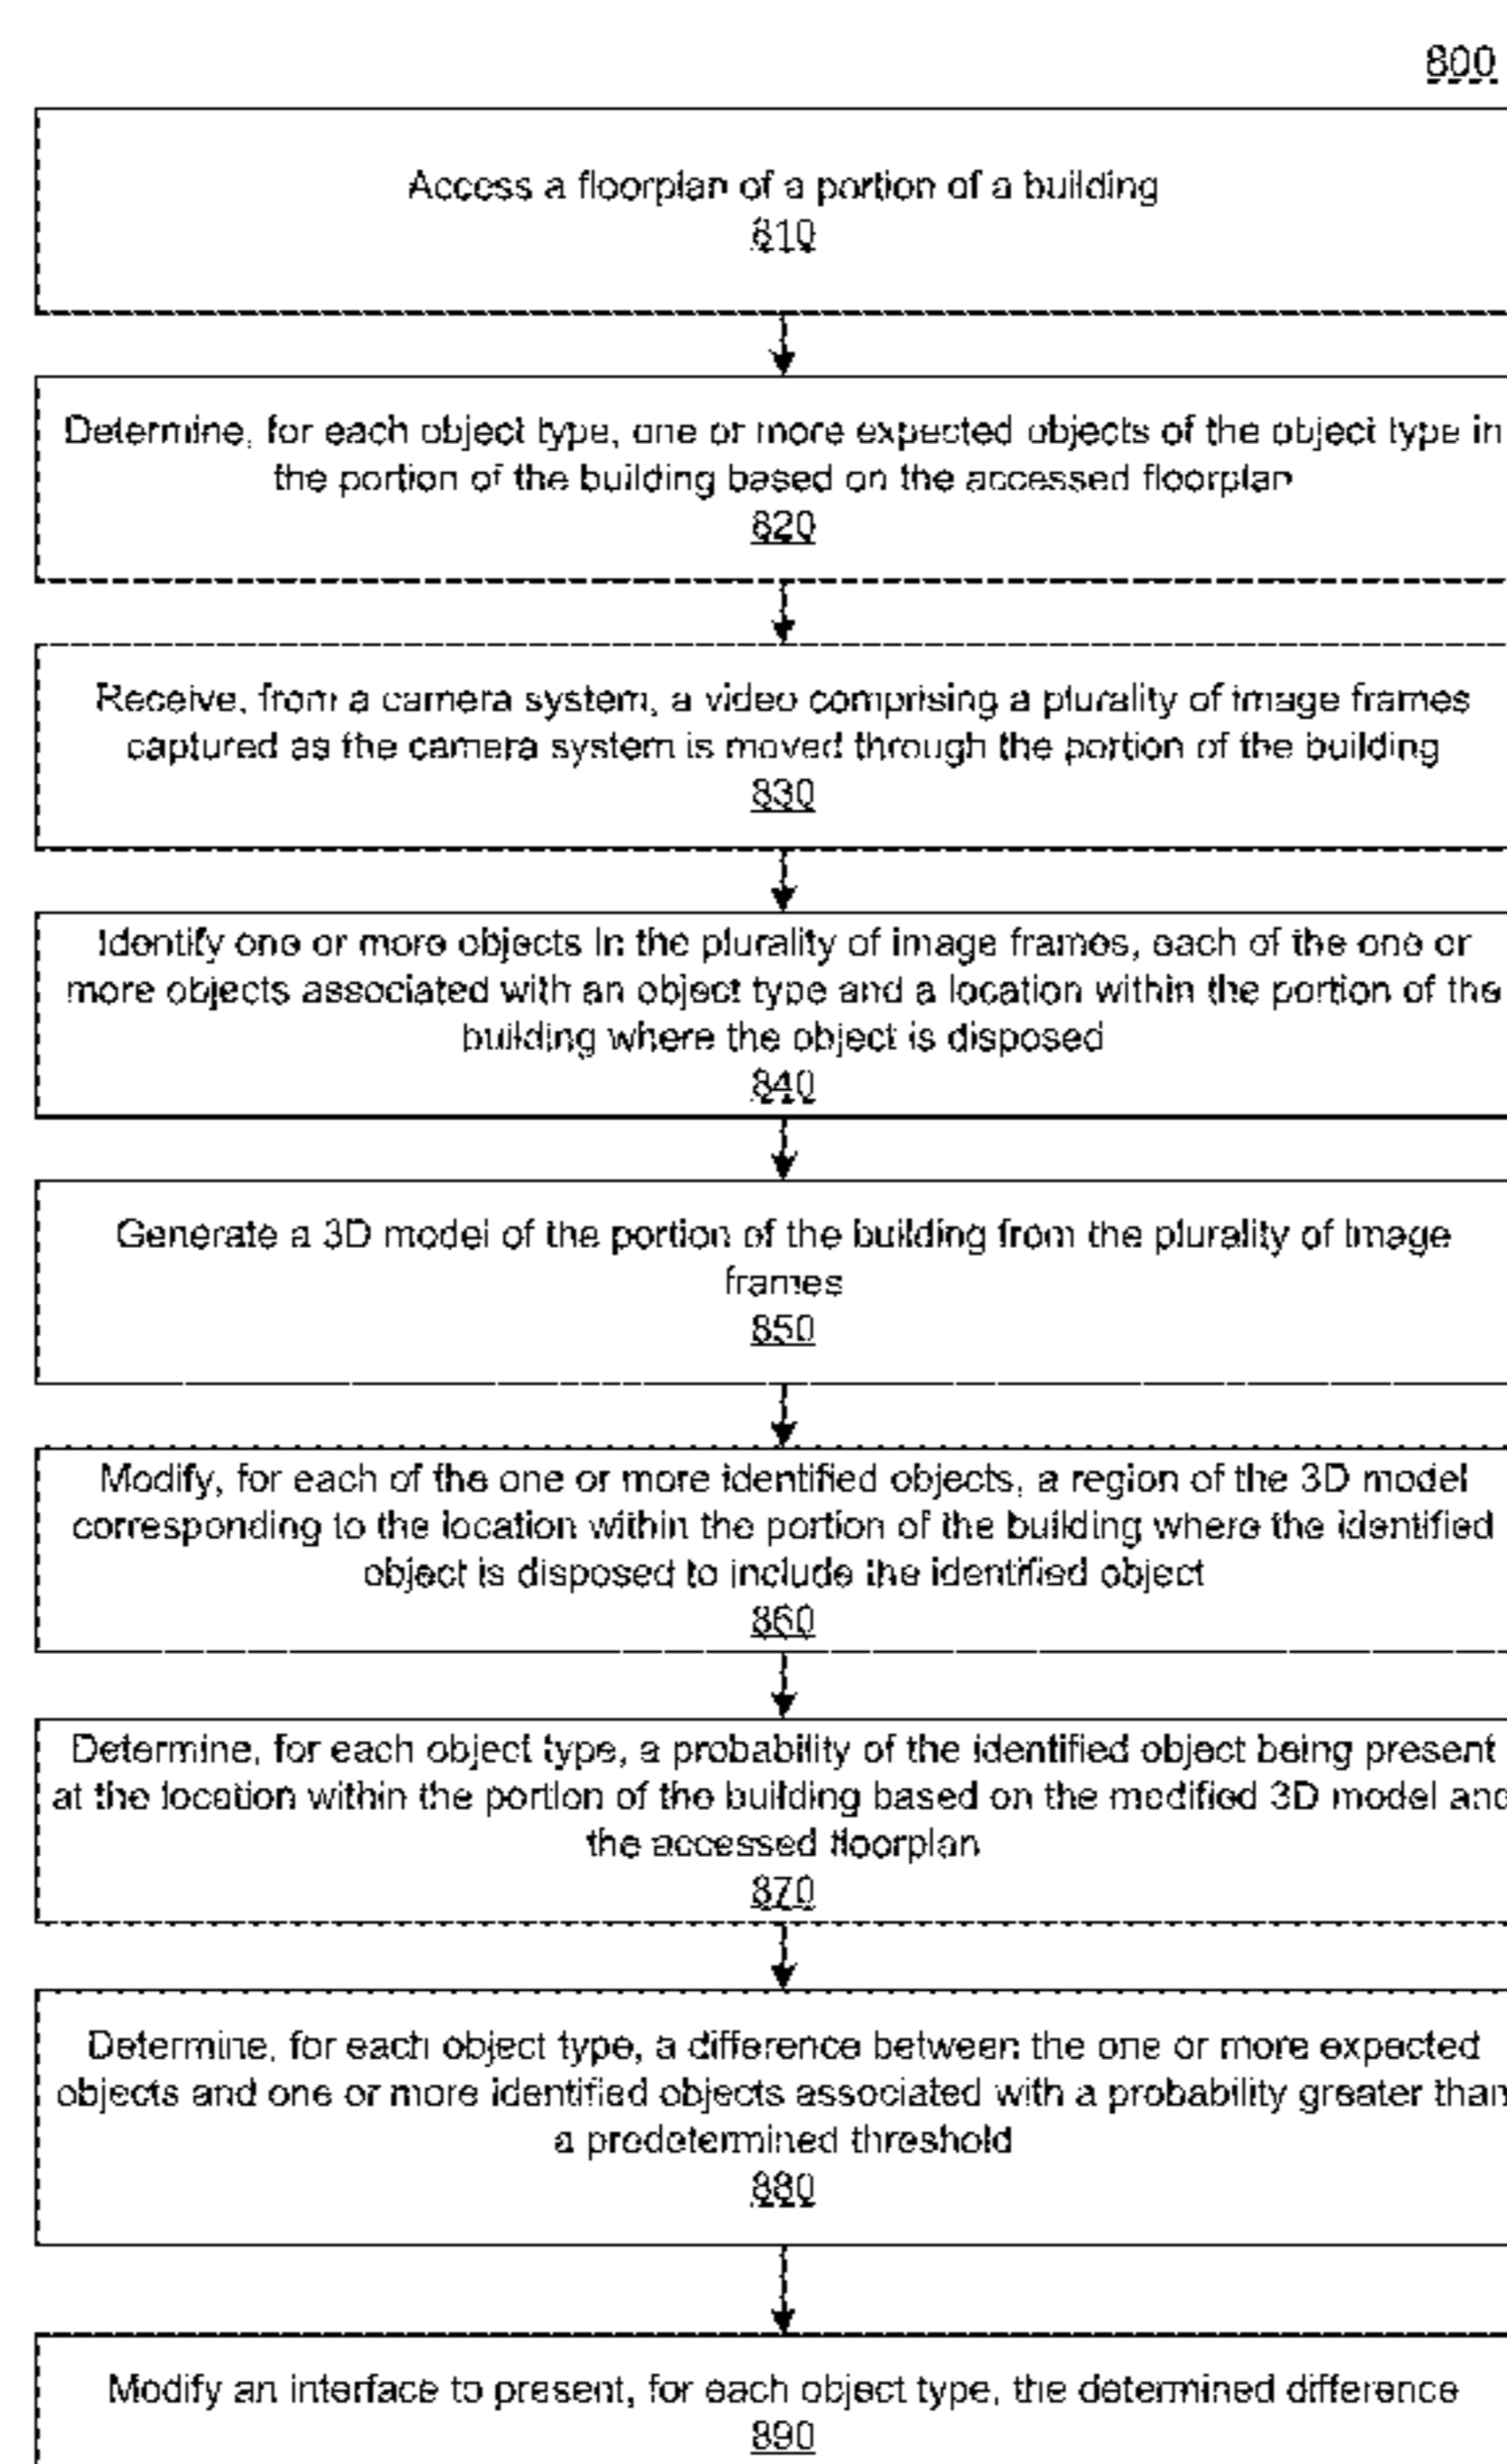 800
Access a floorplan of a portion of a building
810
Determine, for each object type, one or more expected objects of the object type in
the portion of the building based on the accessed floorplan
820
Receive, from a camera system, a video comprising a plurality of image frames
captured as the camera system is moved through the portion of the building
830
Identify one or more objects in the plurality of image frames, each of the one or
more objects associated with an object type and a location within the portion of the
building where the object is disposed
840
Generate a 3D model of the portion of the building from the plurality of image
frames
850
Modify, for each of the one or more identified objects, a region of the 3D model
corresponding to the location within the portion of the building where the identified
object is disposed to include the identified object
860
Determine, for each object type, a probability of the identified object being present
at the location within the portion of the building based on the modified 3D model and
the accessed floorplan
870
Determine, for each object type, a difference between the one or more expected
objects and one or more identified objects associated with a probability greater than
a predetermined threshold
880
Modify an interface to present, for each object type, the determined difference
890